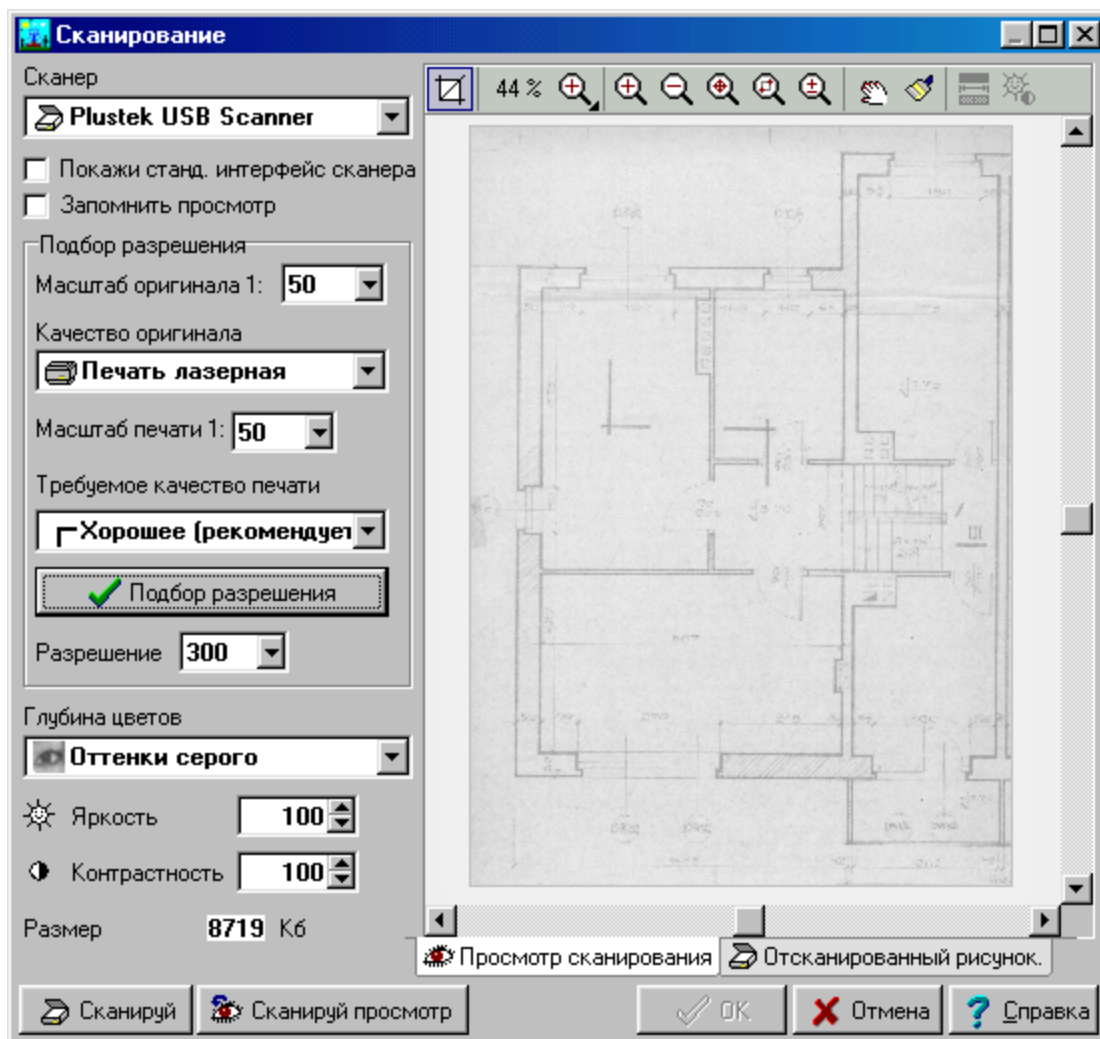 Сканирование
Сканер
Plustek USB Scanner
Покажи станд. интерфейс сканера
Запомнить просмотр
Подбор разрешения
Масштаб оригинала 1: 50
Качество оригинала
Печать лазерная
Масштаб печати 1: 50
Требуемое качество печати
Хорошее (рекомендует
Подбор разрешения
Разрешение 300
Глубина цветов
Оттенки серого
Яркость 100
Контрастность 100
Размер 8719 Кб
44 %
Просмотр сканирования
Отсканированный рисунок.
Сканируй
Сканируй просмотр
OK
Отмена
Справка